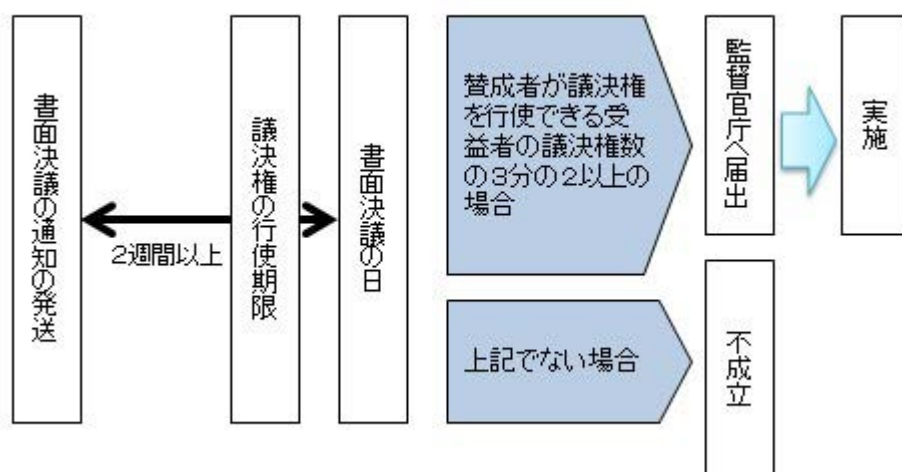 書面決議の通知の発送
2週間以上
議決権の行使期限
書面決議の日
賛成者が議決権
を行使できる受
益者の議決権数
の3分の2以上の
場合
監督官庁へ届出
実施
上記でない場合
不成立